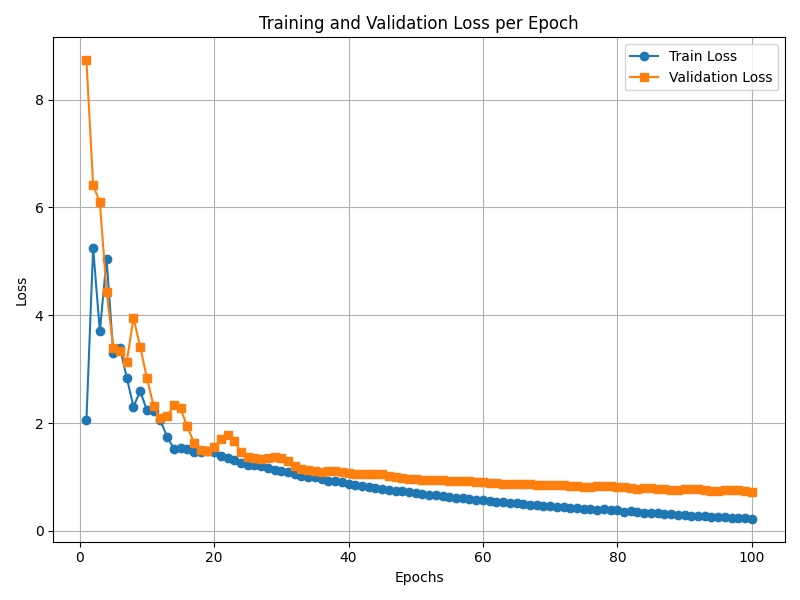 Training and Validation Loss per Epoch
Train Loss
Validation Loss
8
6
4
2
0
Loss
0 20 40 60 80 100
Epochs